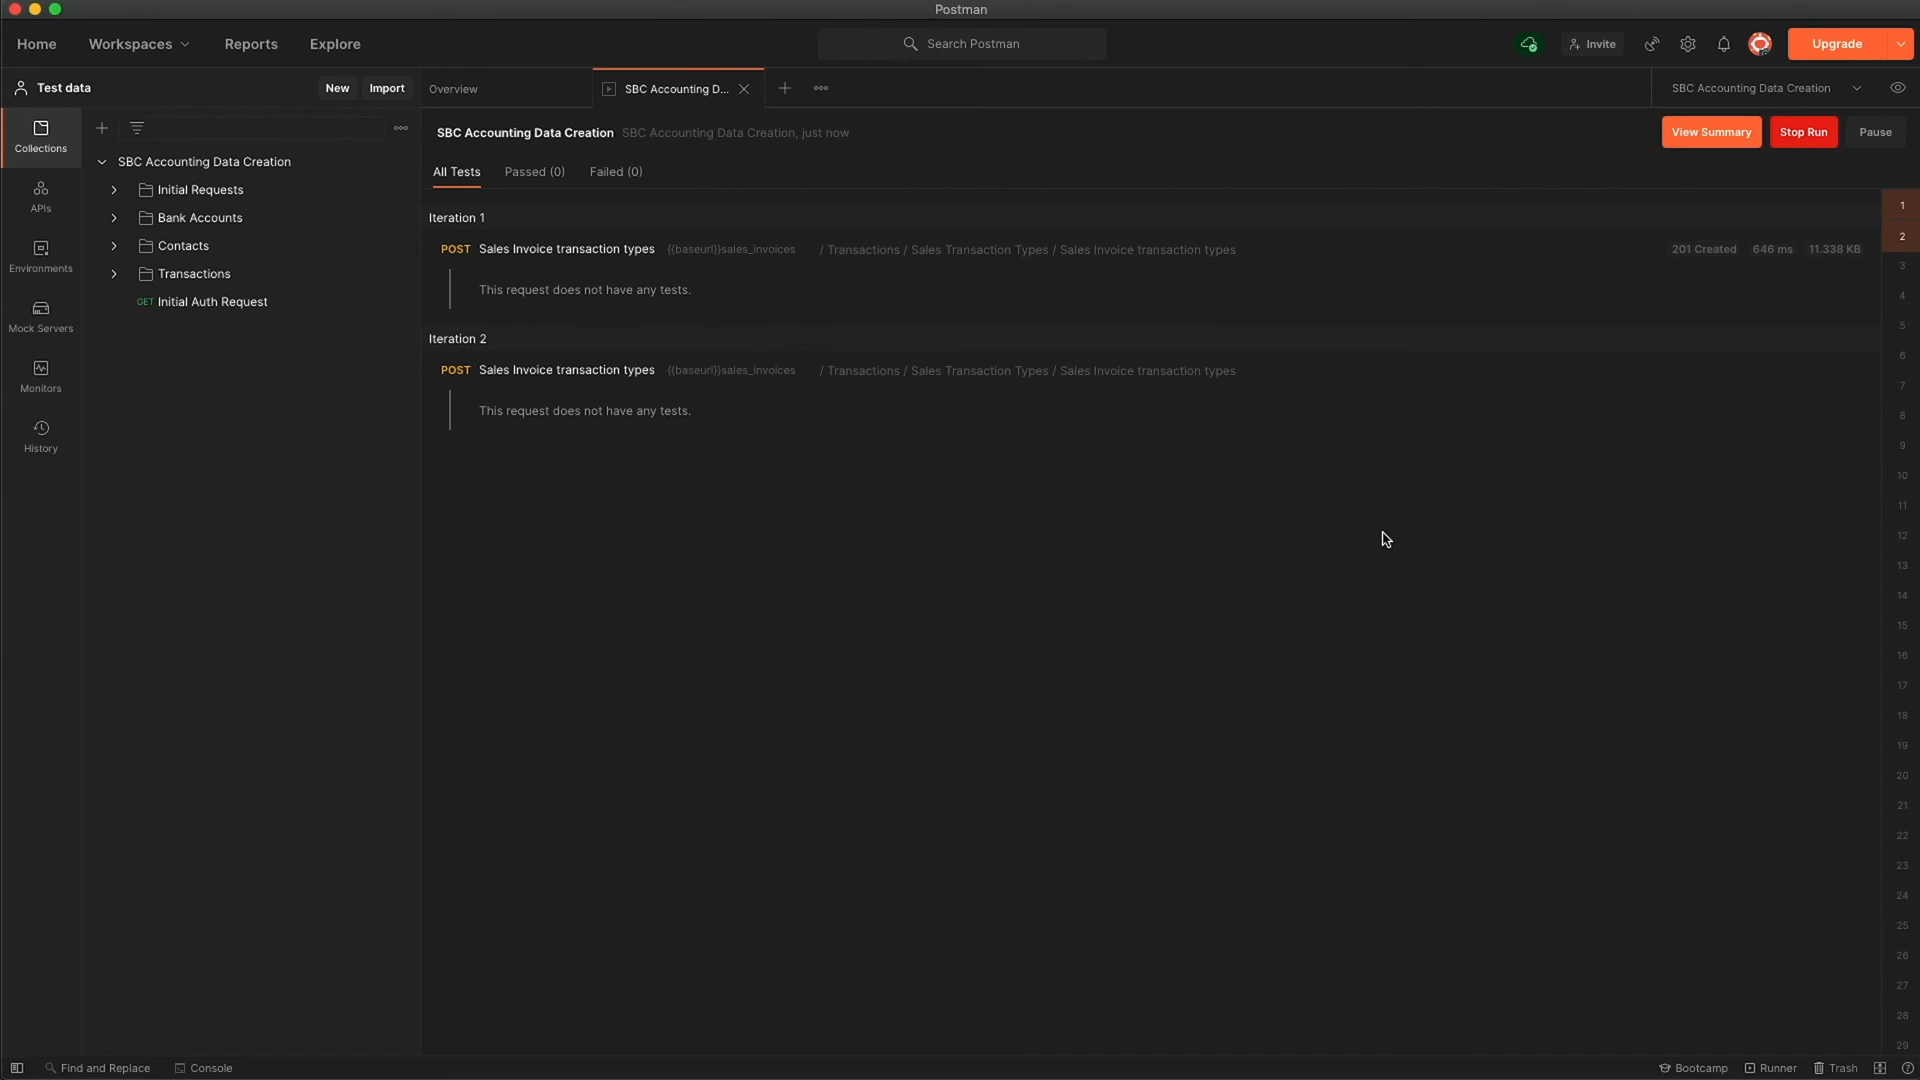 Postman
Home Workspaces Reports Explore Search Postman Invite Upgrade
Test data New Import Overview SBC Accounting D... SBC Accounting Data Creation
Collections
APIs
Environments
Mock Servers
Monitors
History
SBC Accounting Data Creation
Initial Requests
Bank Accounts
Contacts
Transactions
GET Initial Auth Request
SBC Accounting Data Creation SBC Accounting Data Creation, just now View Summary Stop Run Pause
All Tests Passed (0) Failed (0)
Iteration 1
POST Sales Invoice transaction types {{baseurl}}sales_invoices / Transactions / Sales Transaction Types / Sales Invoice transaction types 201 Created 646 ms 11.338 KB
This request does not have any tests.
Iteration 2
POST Sales Invoice transaction types {{baseurl}}sales_invoices / Transactions / Sales Transaction Types / Sales Invoice transaction types
This request does not have any tests.
1
2
3
4
5
6
7
8
9
10
11
12
13
14
15
16
17
18
19
20
21
22
23
24
25
26
27
28
29
Find and Replace Console Bootcamp Runner Trash